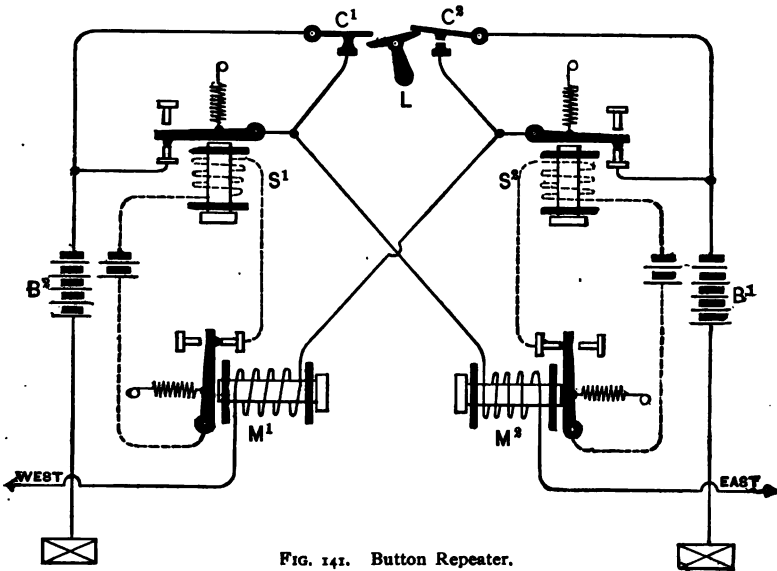 C¹ C²
L
S¹ S²
B² B¹
M¹ M²
WEST EAST
FIG. 141. Button Repeater.